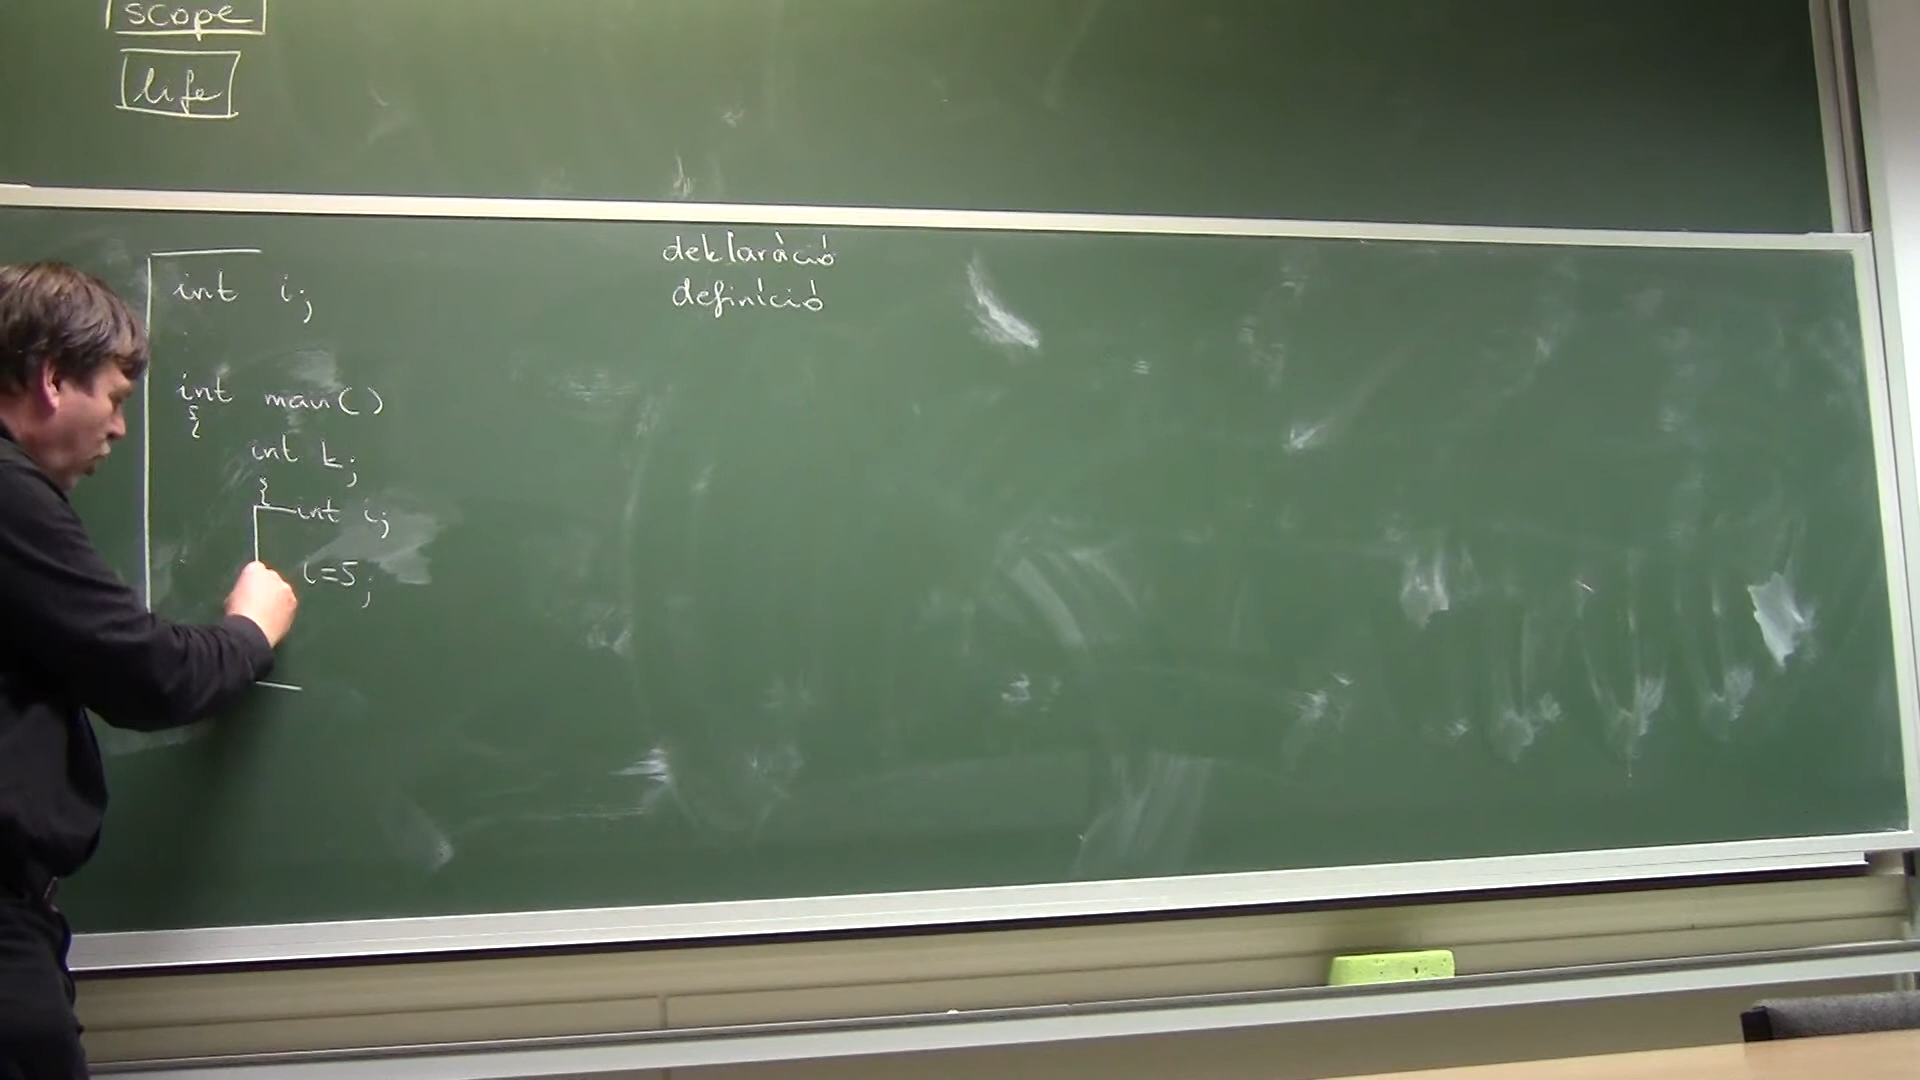 scope
life
deklaráció
definíció
int i;
int main()
{
int k;
{
int i;
i=5;